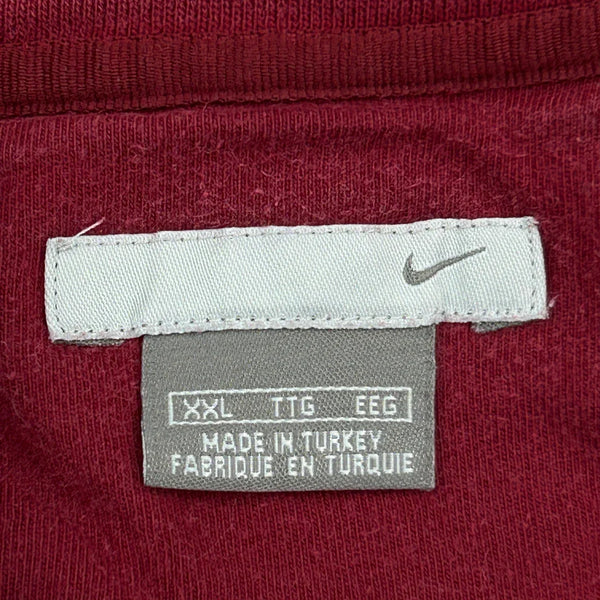 XXL TTG EEG
MADE IN TURKEY
FABRIQUE EN TURQUIE